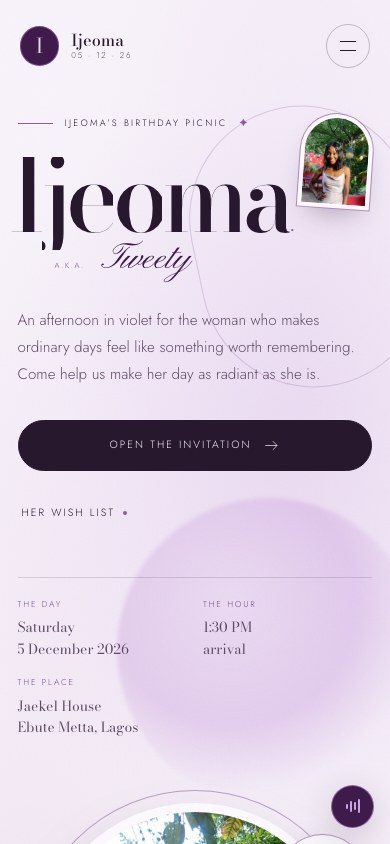 I
Ijeoma
05 · 12 · 26
IJEOMA'S BIRTHDAY PICNIC
Ijeoma.
A.K.A. Tweety
An afternoon in violet for the woman who makes
ordinary days feel like something worth remembering.
Come help us make her day as radiant as she is.
OPEN THE INVITATION →
HER WISH LIST
THE DAY
Saturday
5 December 2026
THE HOUR
1:30 PM
arrival
THE PLACE
Jaekel House
Ebute Metta, Lagos